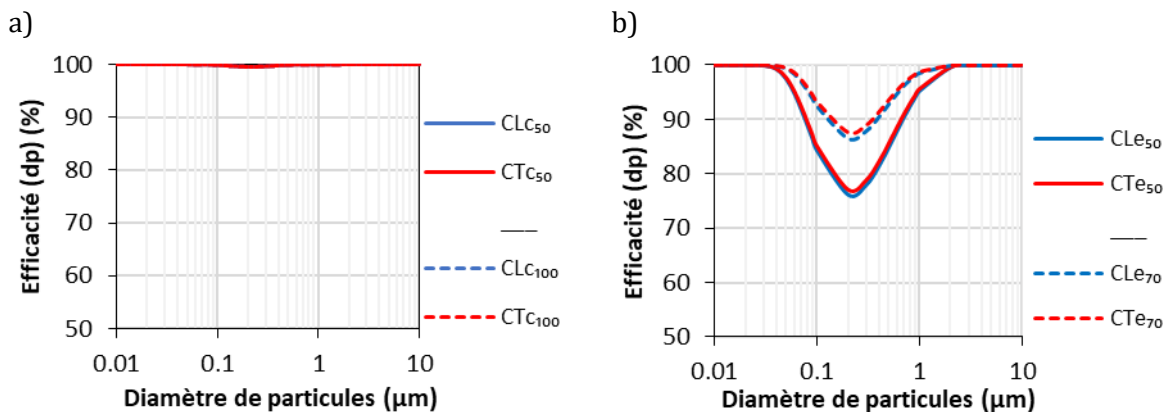 a)
Efficacité (dp) (%)
100
90
80
70
60
50
0.01 0.1 1 10
Diamètre de particules (µm)
CLc₅₀
CTc₅₀
CLc₁₀₀
CTc₁₀₀
b)
Efficacité (dp) (%)
100
90
80
70
60
50
0.01 0.1 1 10
Diamètre de particules (µm)
CLe₅₀
CTe₅₀
CLe₇₀
CTe₇₀